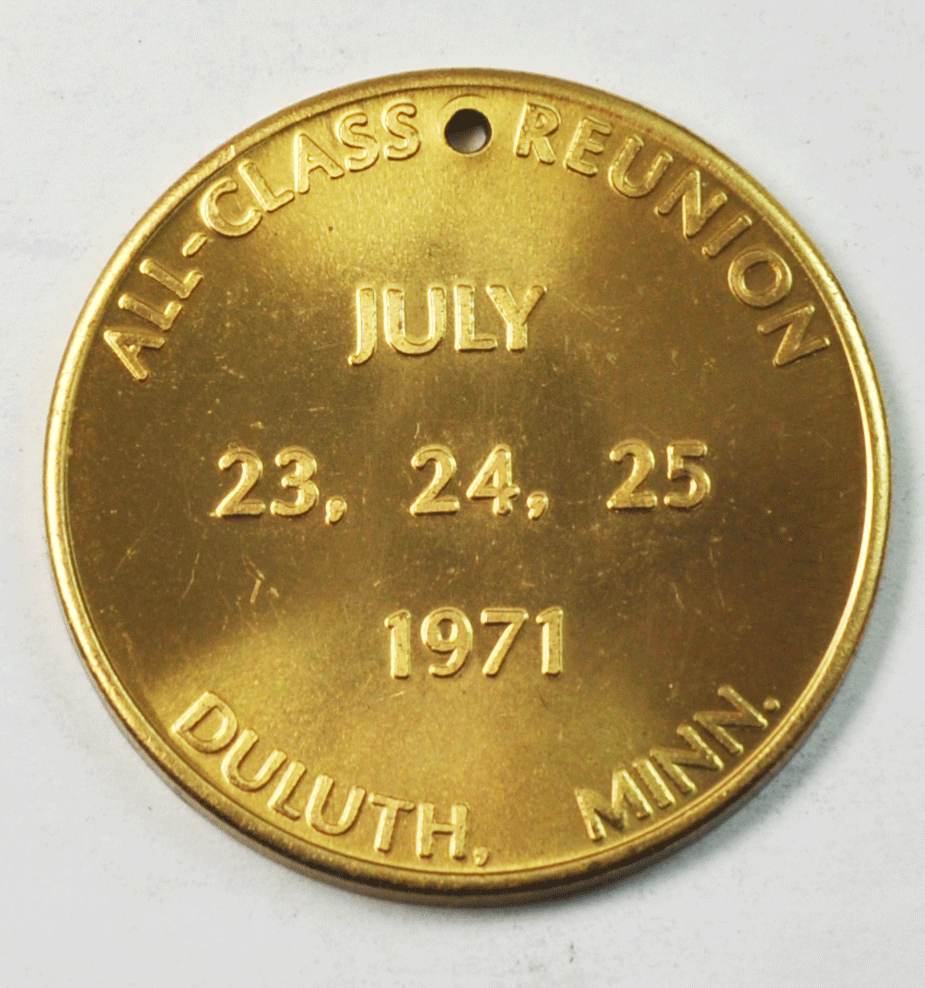 ALL-CLASS REUNION
JULY
23, 24, 25
1971
DULUTH, MINN.